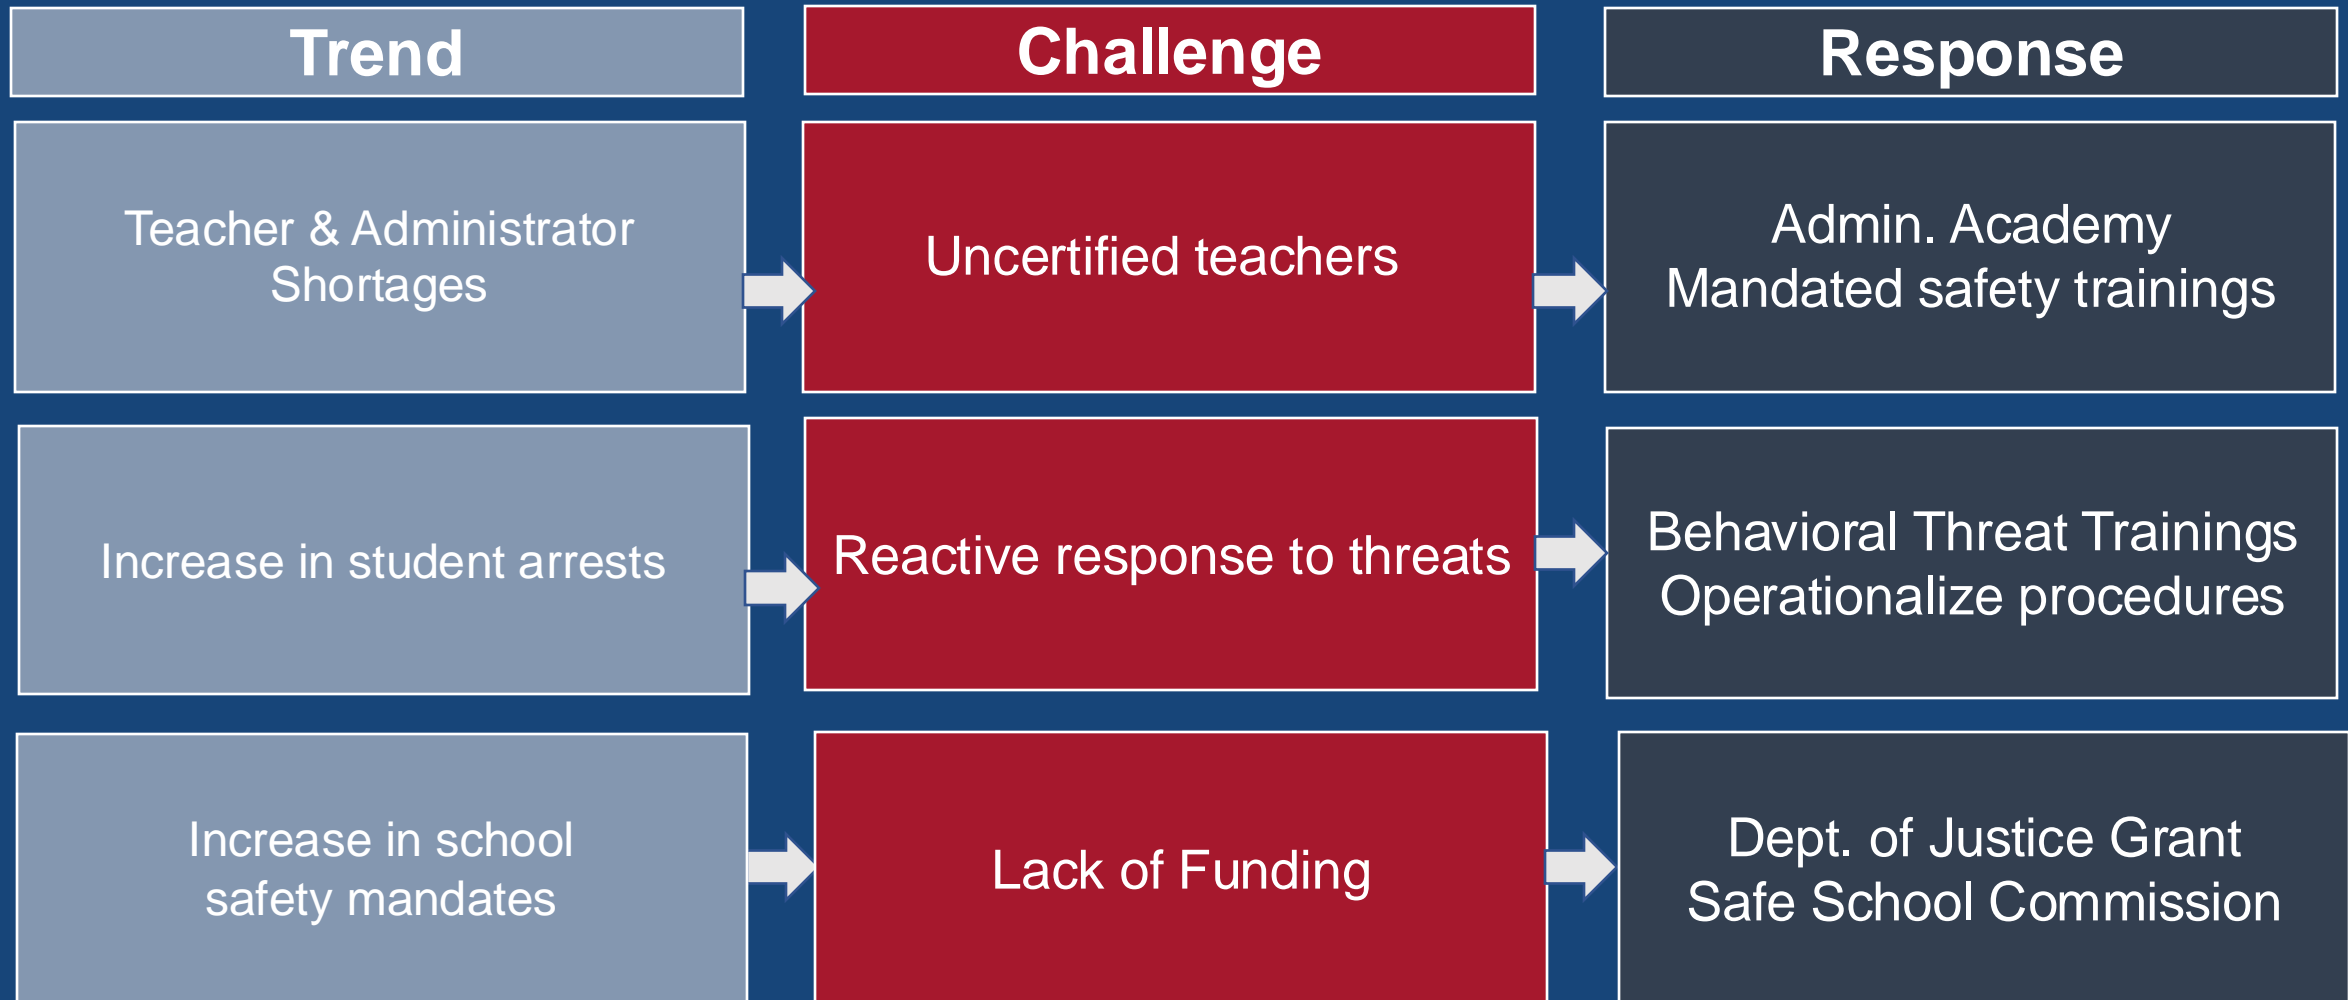 Trend
Challenge
Response
Teacher & Administrator
Shortages
Uncertified teachers
Admin. Academy
Mandated safety trainings
Increase in student arrests
Reactive response to threats
Behavioral Threat Trainings
Operationalize procedures
Increase in school
safety mandates
Lack of Funding
Dept. of Justice Grant
Safe School Commission